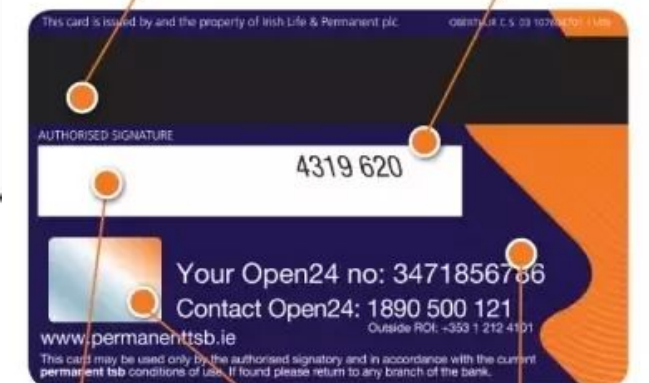 This card is issued by and the property of Irish Life & Permanent plc
OBERTHUR C.S. 03
AUTHORISED SIGNATURE
4319 620
Your Open24 no: 3471856786
Contact Open24: 1890 500 121
Outside ROI: +353 1 212 4101
www.permanenttsb.ie
This card may be used only by the authorised signatory and in accordance with the current
permanent tsb conditions of use. If found please return to any branch of the bank.